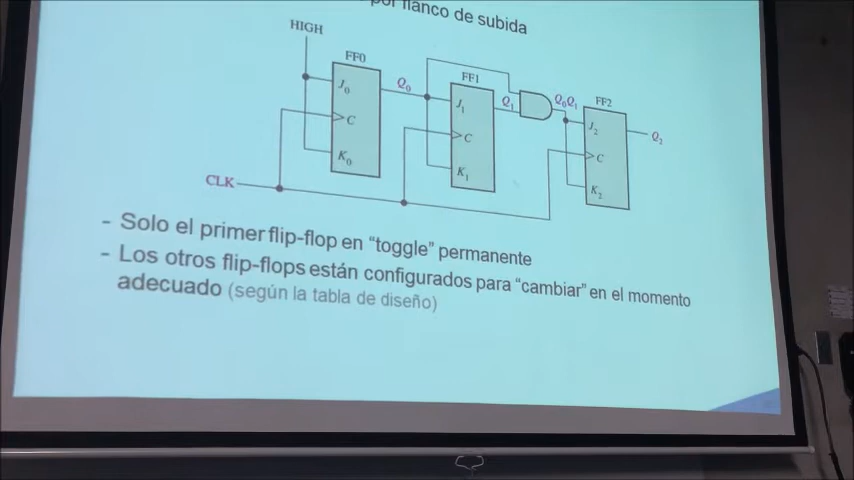 por flanco de subida
HIGH
FF0
FF1
FF2
J0
Q0
J1
Q1
Q0Q1
J2
Q2
C
C
C
K0
K1
K2
CLK
- Solo el primer flip-flop en "toggle" permanente
- Los otros flip-flops están configurados para "cambiar" en el momento
adecuado (según la tabla de diseño)